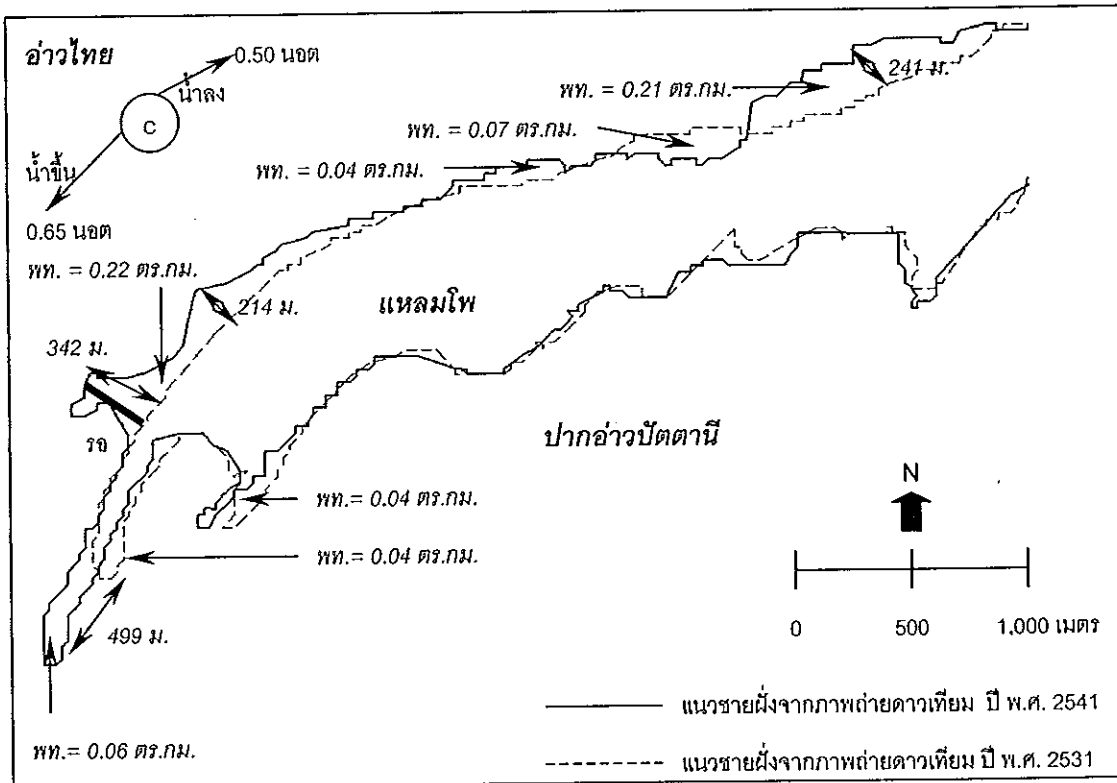 อ่าวไทย
0.50 นอต
น้ำลง
C
น้ำขึ้น
0.65 นอต
241 ม.
พท. = 0.21 ตร.กม.
พท. = 0.07 ตร.กม.
พท. = 0.04 ตร.กม.
พท. = 0.22 ตร.กม.
214 ม.
แหลมโพ
342 ม.
รอ
ปากอ่าวปัตตานี
พท.= 0.04 ตร.กม.
N
พท.= 0.04 ตร.กม.
499 ม.
0 500 1,000 เมตร
แนวชายฝั่งจากภาพถ่ายดาวเทียม ปี พ.ศ. 2541
พท.= 0.06 ตร.กม.
แนวชายฝั่งจากภาพถ่ายดาวเทียม ปี พ.ศ. 2531